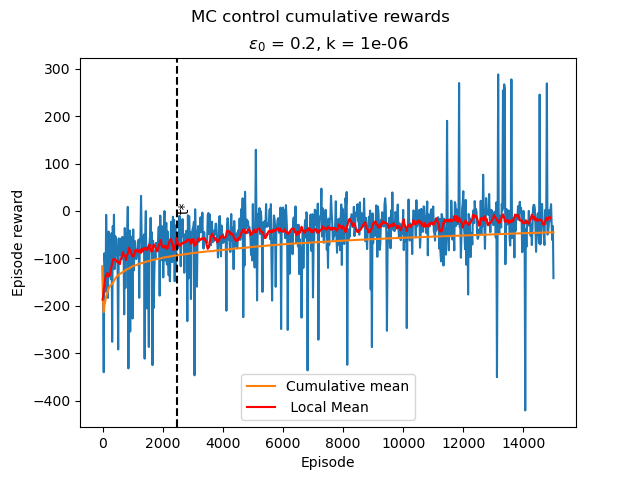 MC control cumulative rewards
ε₀ = 0.2, k = 1e-06
300
200
100
0
−100
−200
−300
−400
Episode reward
t*
Cumulative mean
Local Mean
0 2000 4000 6000 8000 10000 12000 14000
Episode